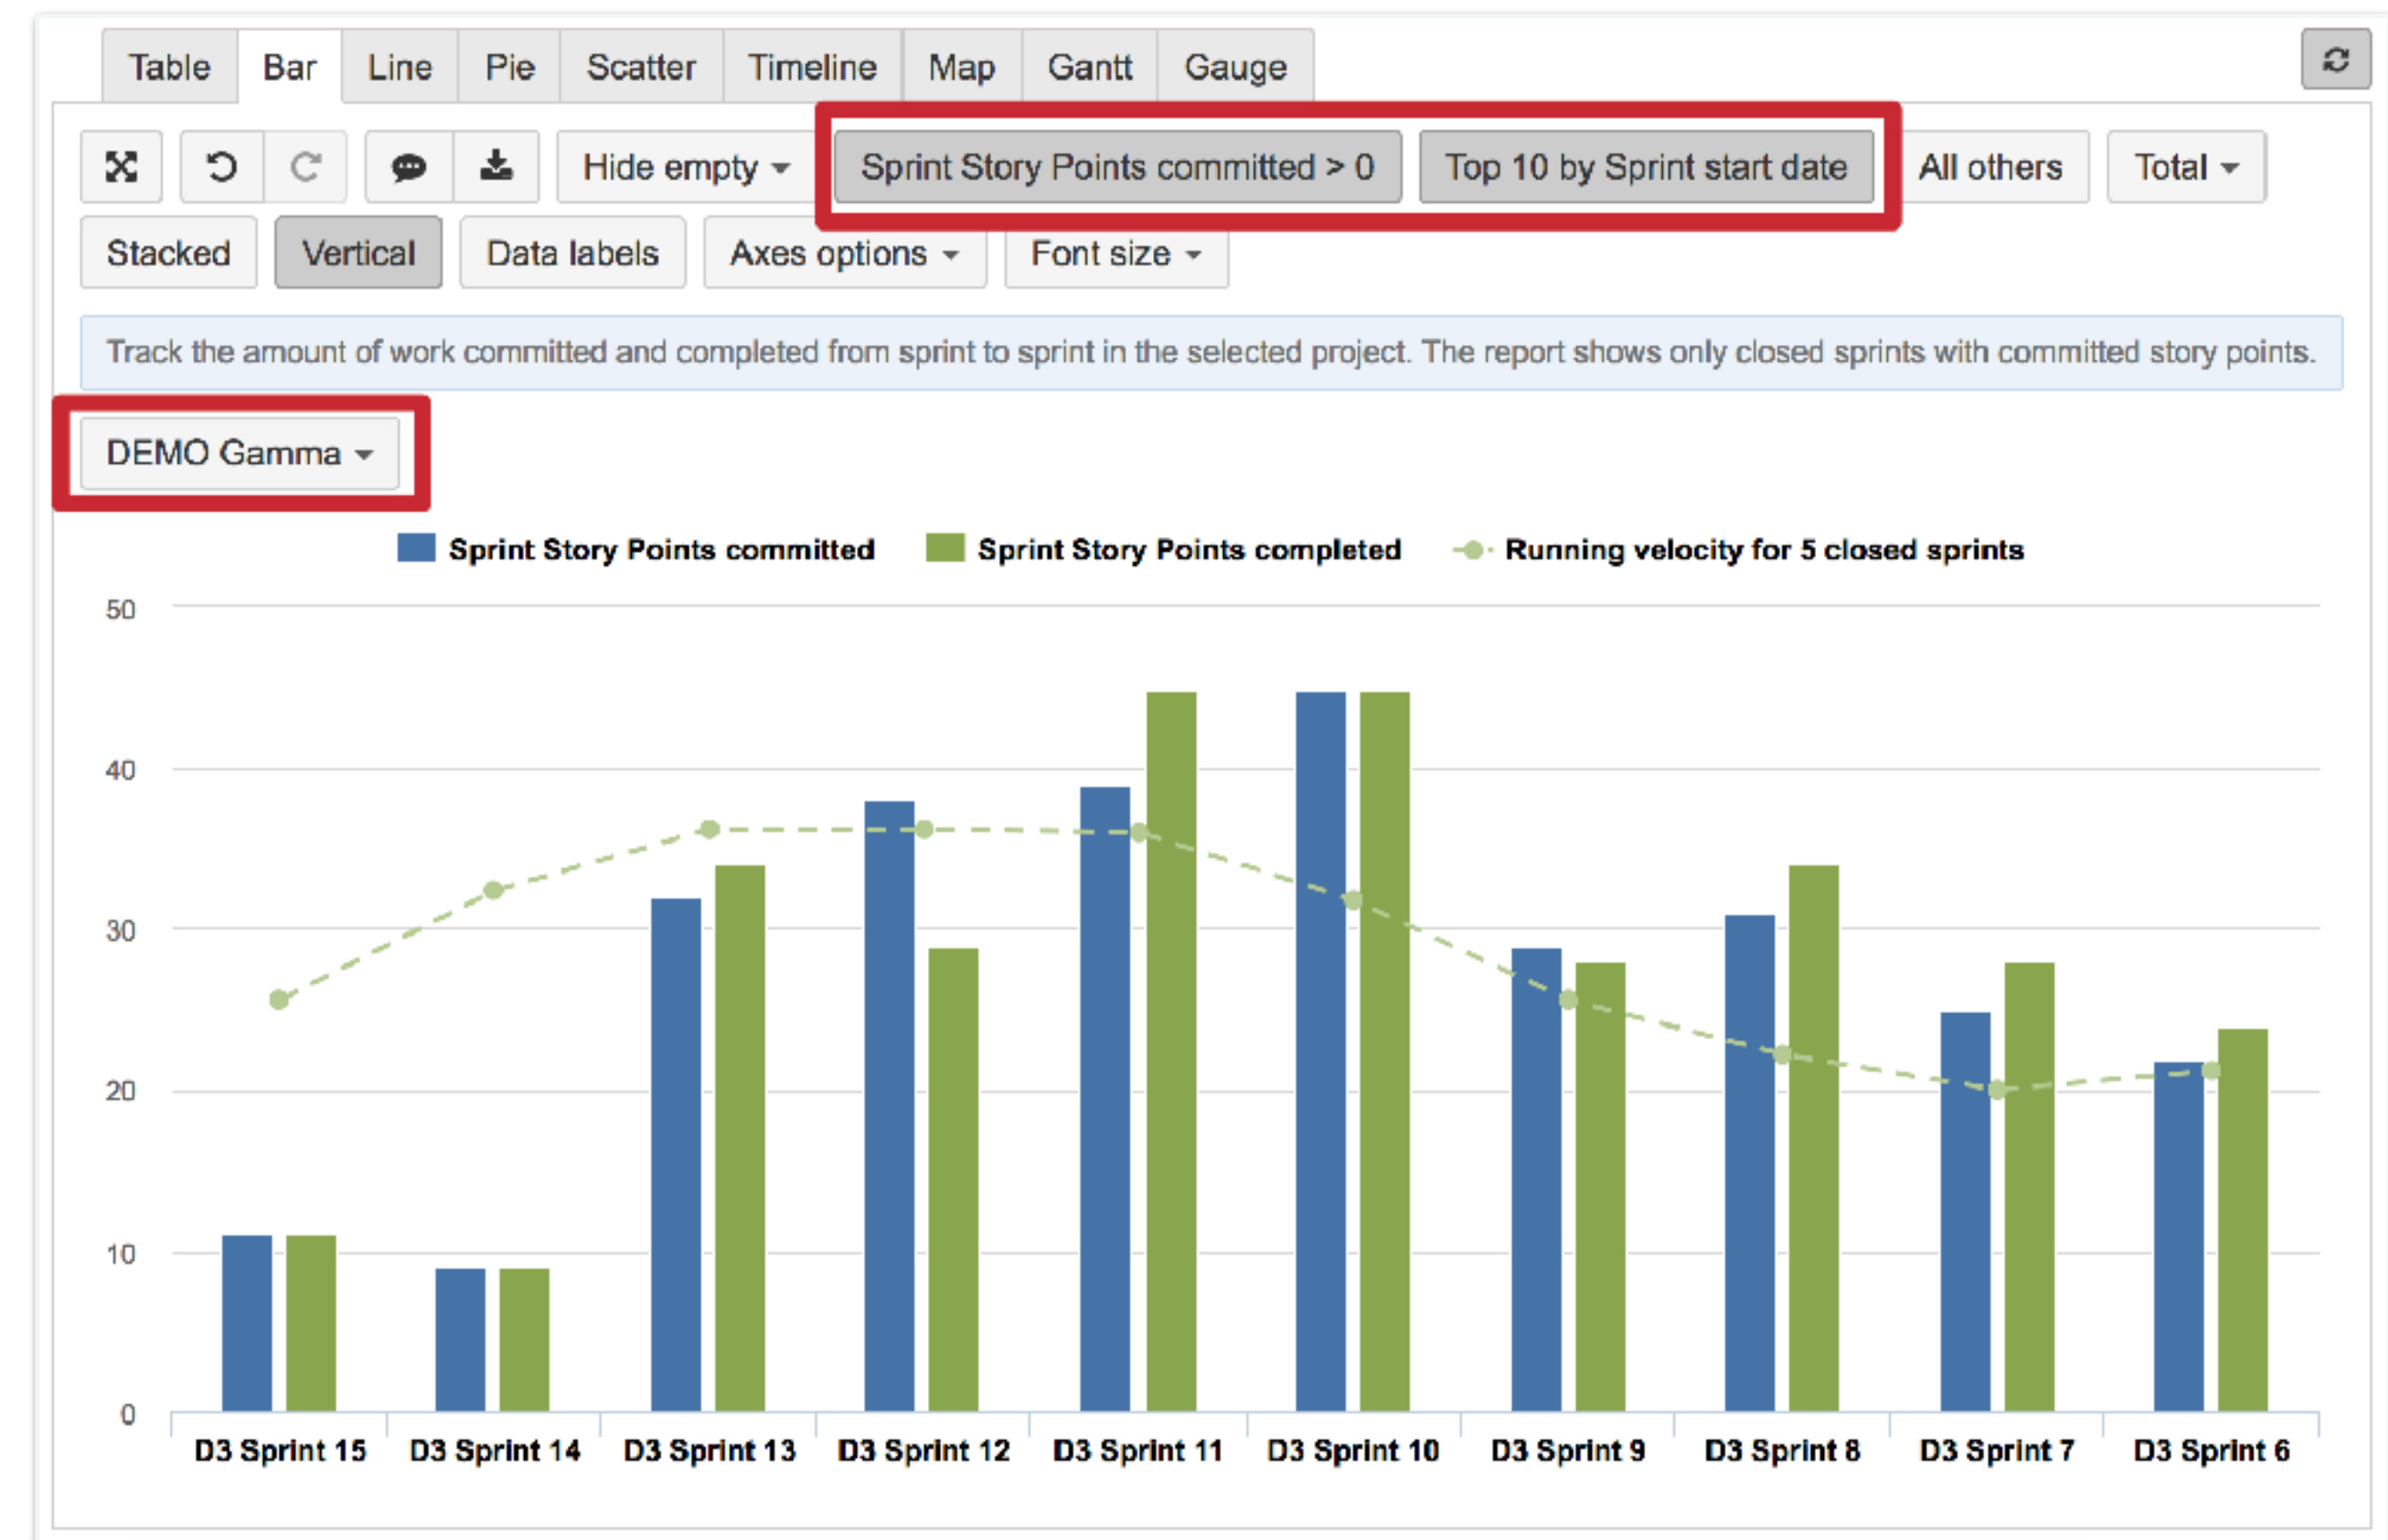 Table Bar Line Pie Scatter Timeline Map Gantt Gauge
Hide empty Sprint Story Points committed > 0 Top 10 by Sprint start date All others Total
Stacked Vertical Data labels Axes options Font size
Track the amount of work committed and completed from sprint to sprint in the selected project. The report shows only closed sprints with committed story points.
DEMO Gamma
Sprint Story Points committed Sprint Story Points completed Running velocity for 5 closed sprints
50
40
30
20
10
0
D3 Sprint 15 D3 Sprint 14 D3 Sprint 13 D3 Sprint 12 D3 Sprint 11 D3 Sprint 10 D3 Sprint 9 D3 Sprint 8 D3 Sprint 7 D3 Sprint 6